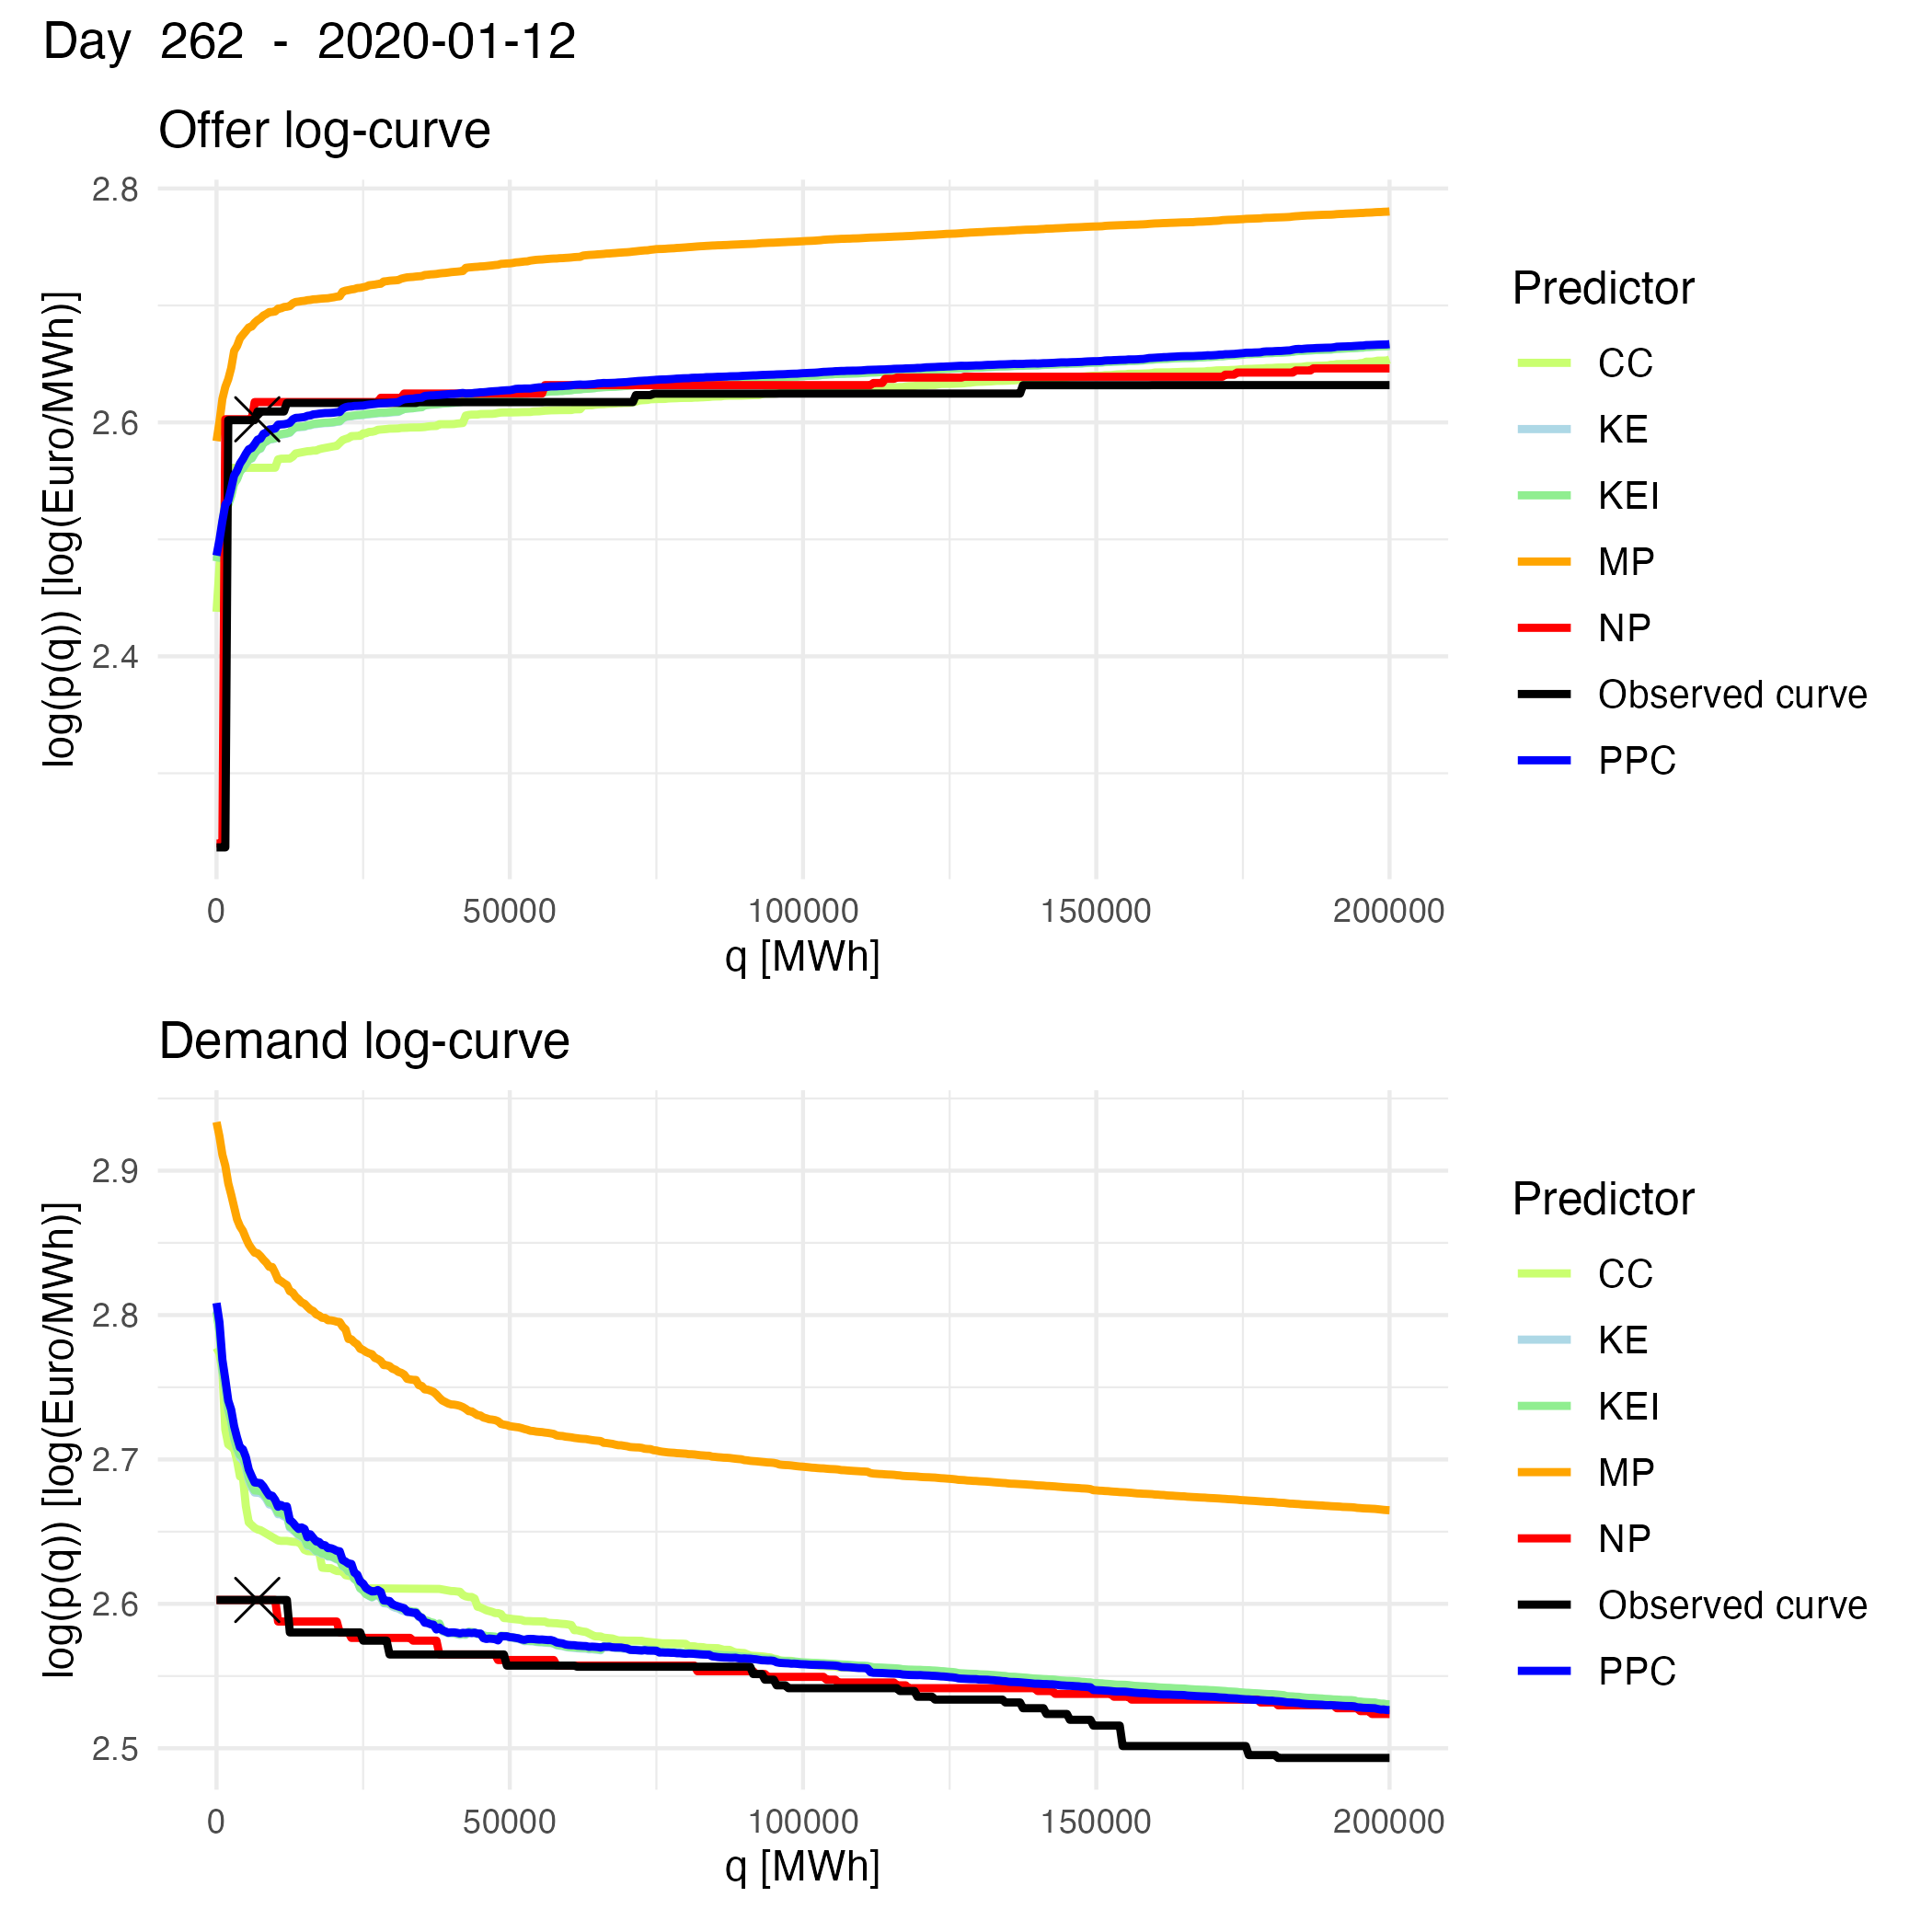 Day 262 - 2020-01-12
Offer log-curve
log(p(q)) [log(Euro/MWh)]
2.8
2.6
2.4
0 50000 100000 150000 200000
q [MWh]
Predictor
CC
KE
KEI
MP
NP
Observed curve
PPC
Demand log-curve
log(p(q)) [log(Euro/MWh)]
2.9
2.8
2.7
2.6
2.5
0 50000 100000 150000 200000
q [MWh]
Predictor
CC
KE
KEI
MP
NP
Observed curve
PPC